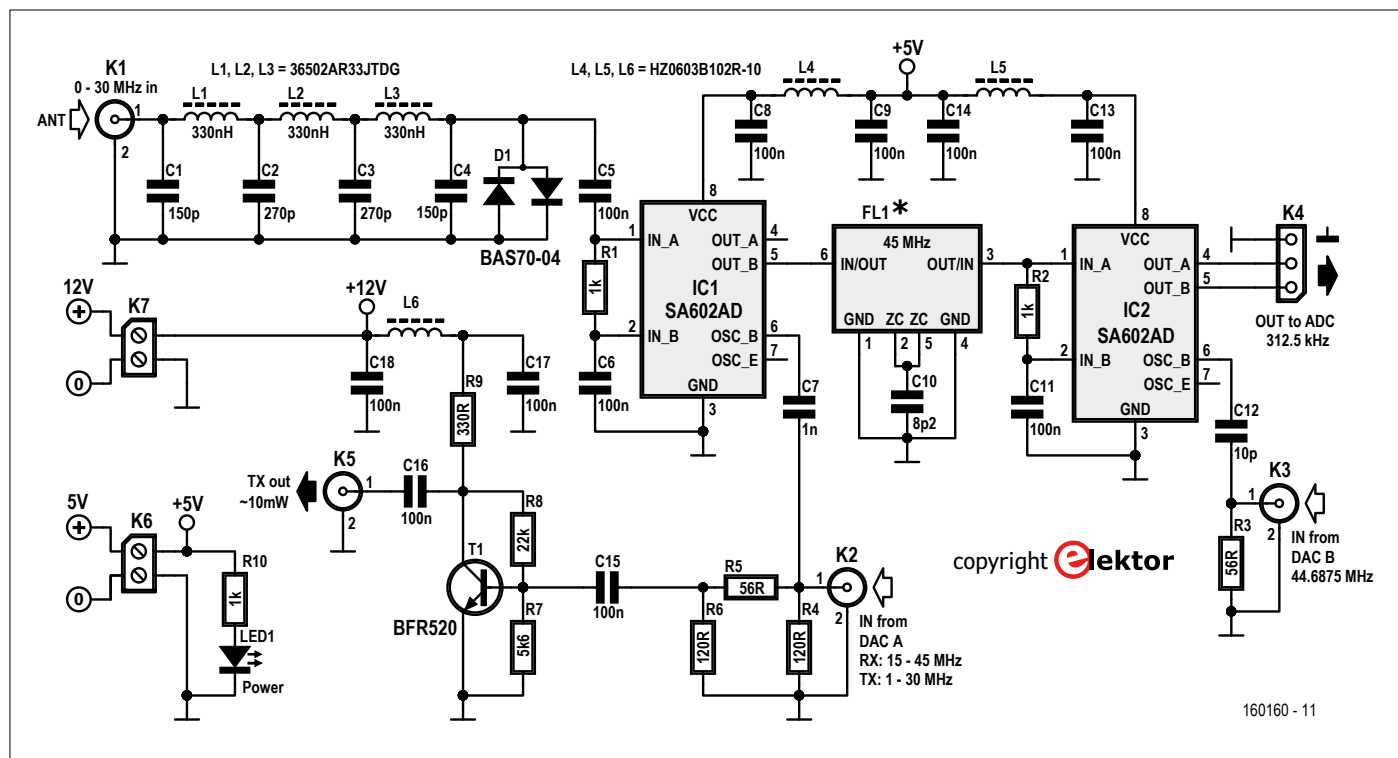 K1
0 - 30 MHz in
ANT
1
2
L1, L2, L3 = 36502AR33JTDG
L1
330nH
L2
330nH
L3
330nH
C1
150p
C2
270p
C3
270p
C4
150p
D1
BAS70-04
C5
100n
R1
1k
C6
100n
L4, L5, L6 = HZ0603B102R-10
+5V
L4
L5
C8
100n
C9
100n
C14
100n
C13
100n
8
VCC
1
IN_A
OUT_A
4
OUT_B
5
IC1
SA602AD
2
IN_B
OSC_B
6
OSC_E
7
GND
3
C7
1n
FL1*
45 MHz
6
IN/OUT
OUT/IN
3
GND
ZC
ZC
GND
1
2
5
4
C10
8p2
R2
1k
C11
100n
8
VCC
1
IN_A
OUT_A
4
OUT_B
5
IC2
SA602AD
2
IN_B
OSC_B
6
OSC_E
7
GND
3
K4
OUT to ADC
312.5 kHz
C12
10p
K3
1
2
R3
56R
IN from
DAC B
44.6875 MHz
12V
+
K7
0
+12V
L6
C18
100n
R9
330R
C17
100n
K5
TX out
~10mW
1
2
C16
100n
R8
22k
T1
BFR520
R7
5k6
C15
100n
R5
56R
R6
120R
R4
120R
K2
1
2
IN from
DAC A
RX: 15 - 45 MHz
TX: 1 - 30 MHz
5V
+
K6
0
+5V
R10
1k
LED1
Power
copyright elektor
160160 - 11